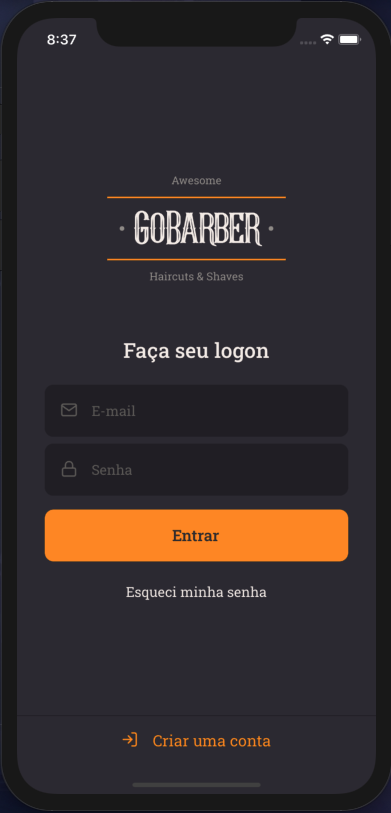 8:37
Awesome
GOBARBER
Haircuts & Shaves
Faça seu logon
E-mail
Senha
Entrar
Esqueci minha senha
Criar uma conta